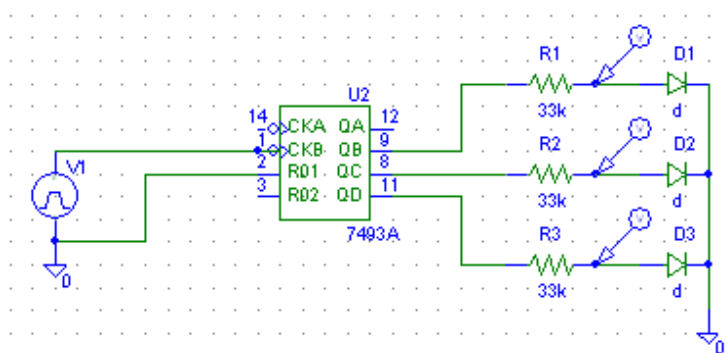 R1
D1
33k
d
U2
14 CKA QA 12
1 CKB QB 9
2 R01 QC 8
3 R02 QD 11
7493A
V1
0
R2
D2
33k
d
R3
D3
33k
d
0
V
V
V